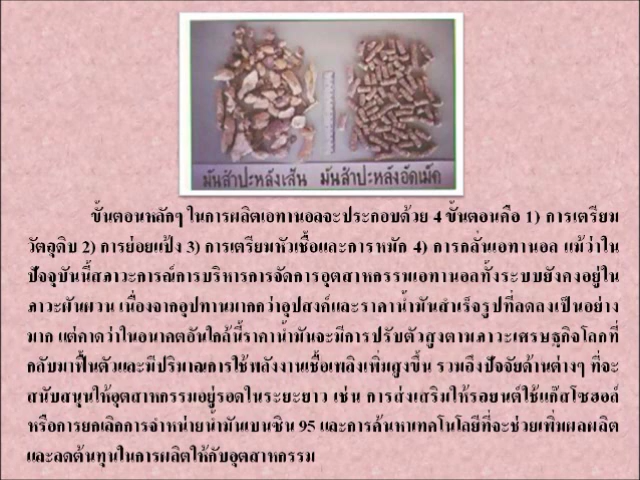 มันสำปะหลังเส้น มันสำปะหลังอัดเม็ด
ขั้นตอนหลักๆ ในการผลิตเอทานอลจะประกอบด้วย 4 ขั้นตอนคือ 1) การเตรียม
วัตถุดิบ 2) การย่อยแป้ง 3) การเตรียมหัวเชื้อและการหมัก 4) การกลั่นเอทานอล แม้ว่าใน
ปัจจุบันนี้สภาวะการณ์การบริหารการจัดการอุตสาหกรรมเอทานอลทั้งระบบยังคงอยู่ใน
ภาวะผันผวน เนื่องจากอุปทานมากกว่าอุปสงค์และราคาน้ำมันสำเร็จรูปที่ลดลงเป็นอย่าง
มาก แต่คาดว่าในอนาคตอันใกล้นี้ราคาน้ำมันจะมีการปรับตัวสูงตามภาวะเศรษฐกิจโลกที่
กลับมาฟื้นตัวและมีปริมาณการใช้พลังงานเชื้อเพลิงเพิ่มสูงขึ้น รวมถึงปัจจัยด้านต่างๆ ที่จะ
สนับสนุนให้อุตสาหกรรมอยู่รอดในระยะยาว เช่น การส่งเสริมให้รถยนต์ใช้แก๊สโซฮอล์
หรือการยกเลิกการจำหน่ายน้ำมันเบนซิน 95 และการค้นหาเทคโนโลยีที่จะช่วยเพิ่มผลผลิต
และลดต้นทุนในการผลิตให้กับอุตสาหกรรม